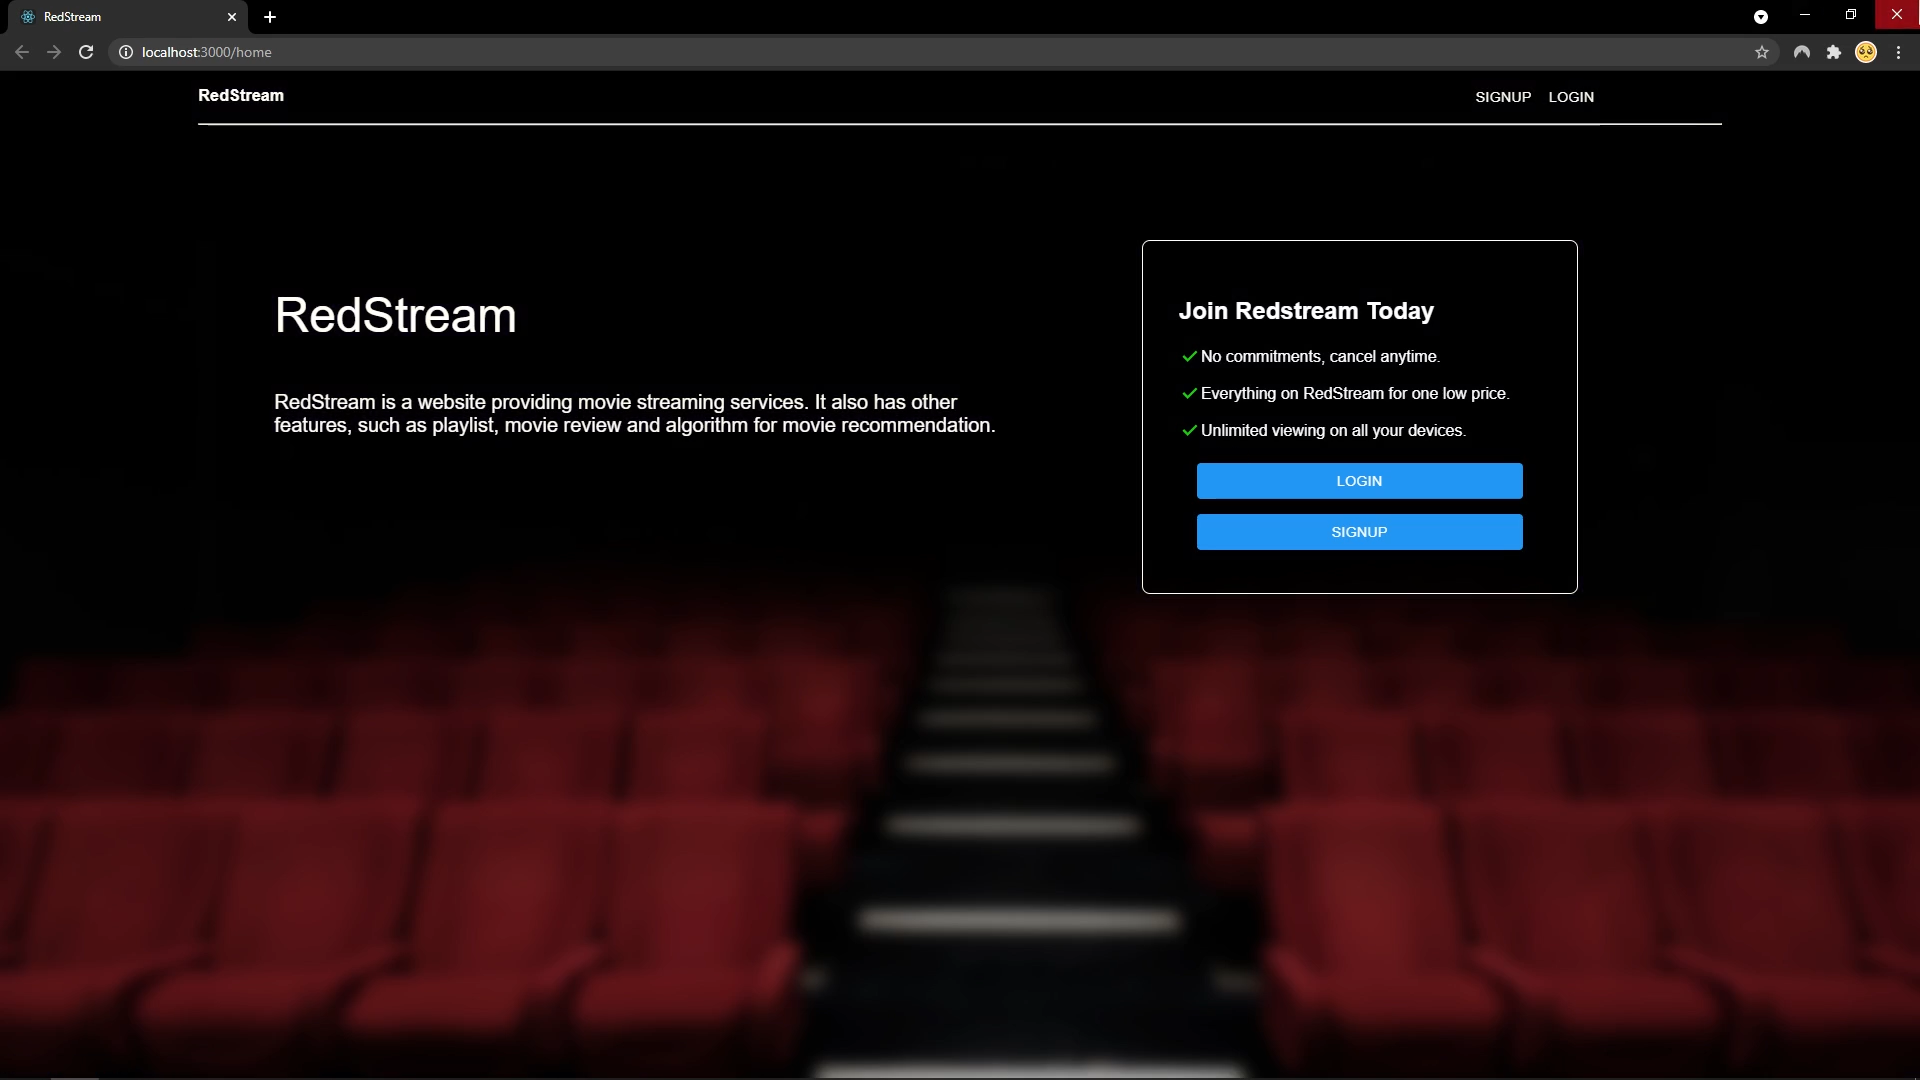 RedStream
localhost:3000/home
RedStream
SIGNUP LOGIN
RedStream
RedStream is a website providing movie streaming services. It also has other
features, such as playlist, movie review and algorithm for movie recommendation.
Join Redstream Today
No commitments, cancel anytime.
Everything on RedStream for one low price.
Unlimited viewing on all your devices.
LOGIN
SIGNUP